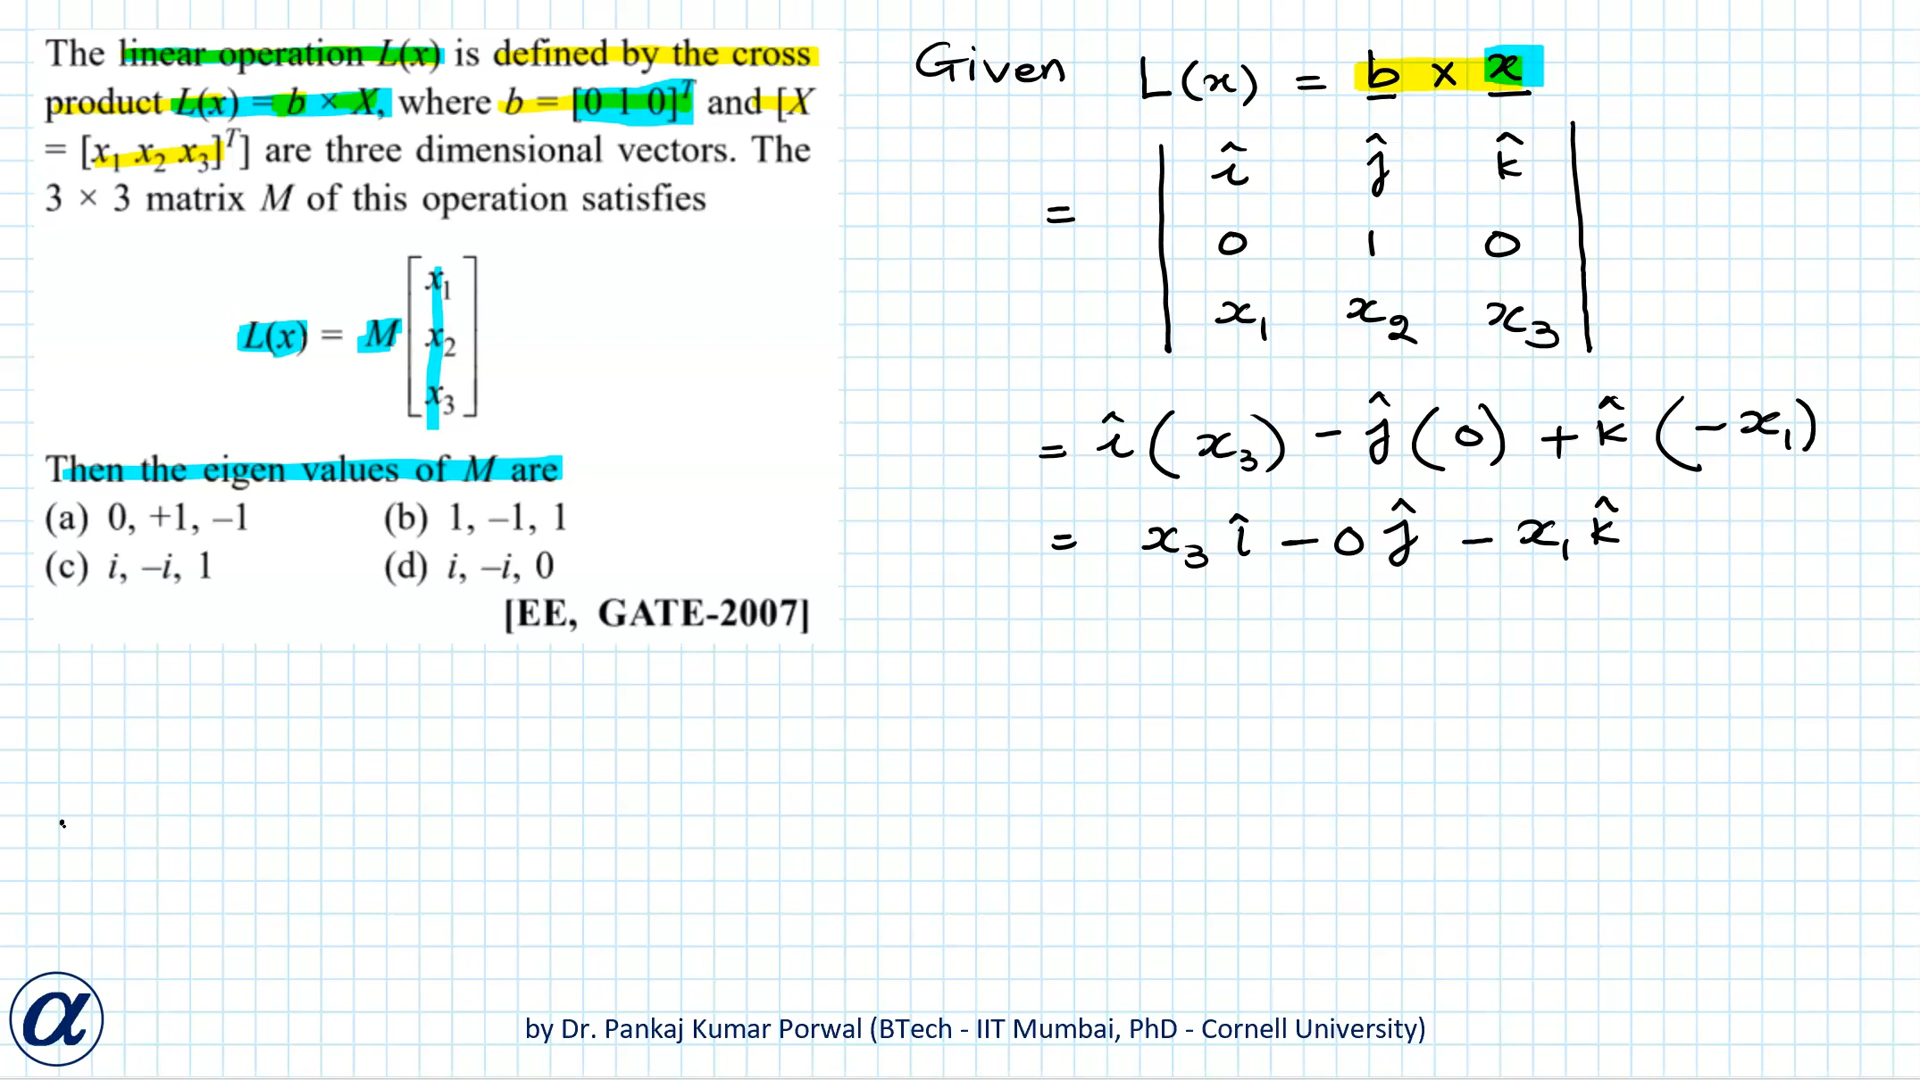 The linear operation L(x) is defined by the cross
product L(x) = b × X, where b = [0 1 0]ᵀ and [X
= [x₁ x₂ x₃]ᵀ] are three dimensional vectors. The
3 × 3 matrix M of this operation satisfies
L(x) = M [x₁
x₂
x₃]
Then the eigen values of M are
(a) 0, +1, –1 (b) 1, –1, 1
(c) i, –i, 1 (d) i, –i, 0
[EE, GATE-2007]
Given L(x) = b × x
= | î ĵ k̂ |
0 1 0
x₁ x₂ x₃
= î (x₃) - ĵ (0) + k̂ (-x₁)
= x₃ î - 0 ĵ - x₁ k̂
α
by Dr. Pankaj Kumar Porwal (BTech - IIT Mumbai, PhD - Cornell University)